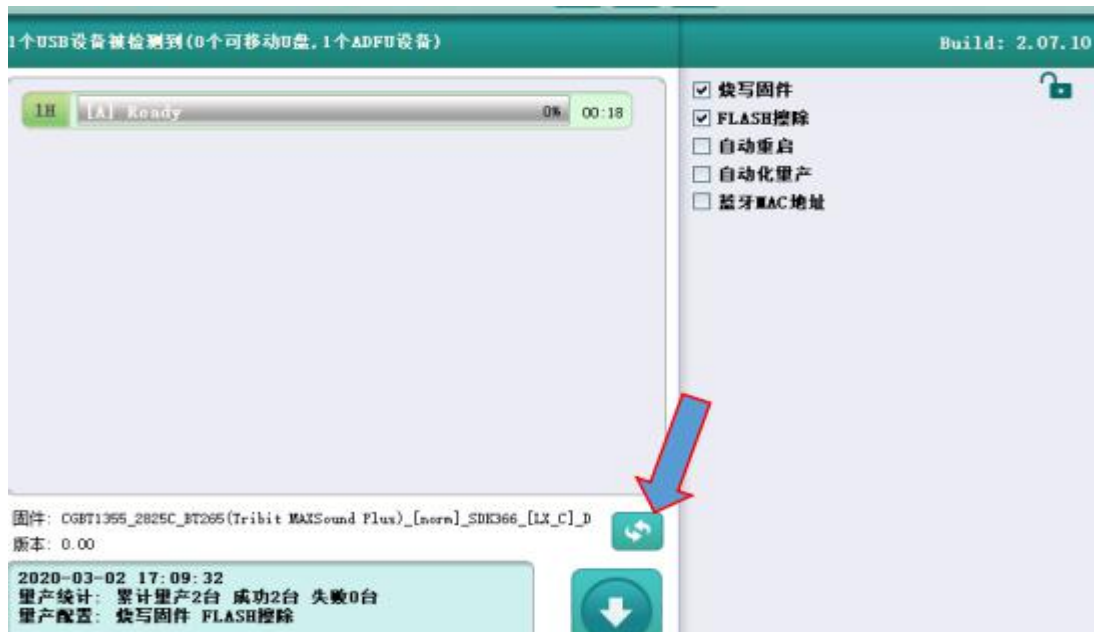 1个USB设备被检测到(0个可移动U盘,1个ADFU设备)
Build: 2.07.10
1H [A] Ready 0% 00:18
烧写固件
FLASH擦除
自动重启
自动化量产
蓝牙MAC地址
固件: CGBT1355_2825C_BT265(Tribit MAXSound Plus)_[norm]_SDK366_[LX_C]_D
版本: 0.00
2020-03-02 17:09:32
量产统计: 累计量产2台 成功2台 失败0台
量产配置: 烧写固件 FLASH擦除